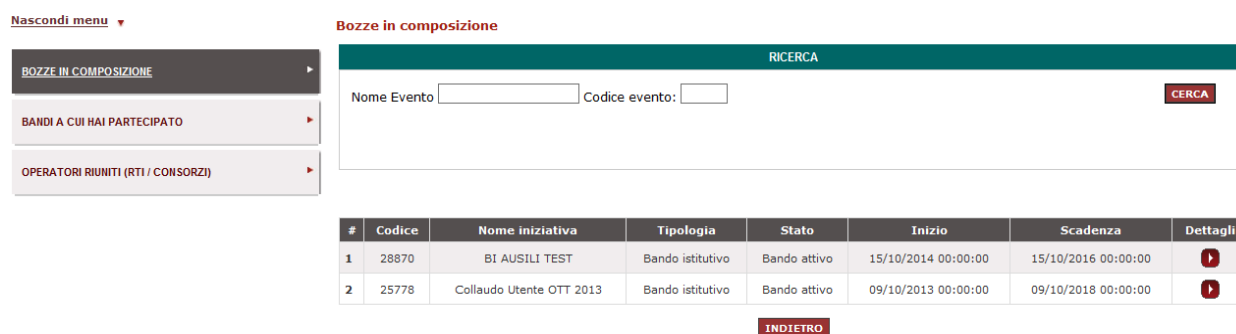 Nascondi menu
BOZZE IN COMPOSIZIONE
BANDI A CUI HAI PARTECIPATO
OPERATORI RIUNITI (RTI / CONSORZI)
Bozze in composizione
RICERCA
Nome Evento Codice evento: CERCA
# Codice Nome iniziativa Tipologia Stato Inizio Scadenza Dettagli
1 28870 BI AUSILI TEST Bando istitutivo Bando attivo 15/10/2014 00:00:00 15/10/2016 00:00:00
2 25778 Collaudo Utente OTT 2013 Bando istitutivo Bando attivo 09/10/2013 00:00:00 09/10/2018 00:00:00
INDIETRO